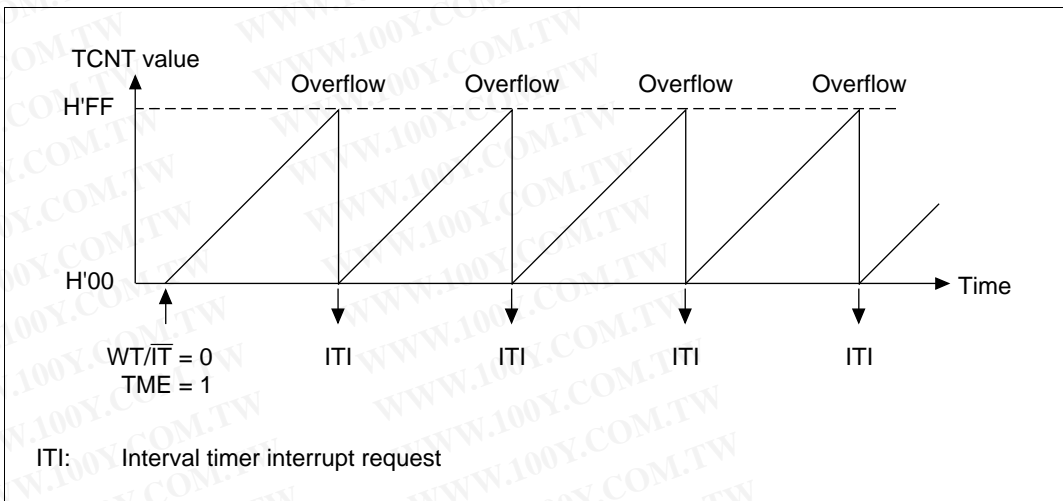 TCNT value
Overflow Overflow Overflow Overflow
H'FF
H'00
Time
WT/I̅T̅ = 0
TME = 1
ITI ITI ITI ITI
ITI: Interval timer interrupt request
WWW.100Y.COM.TW